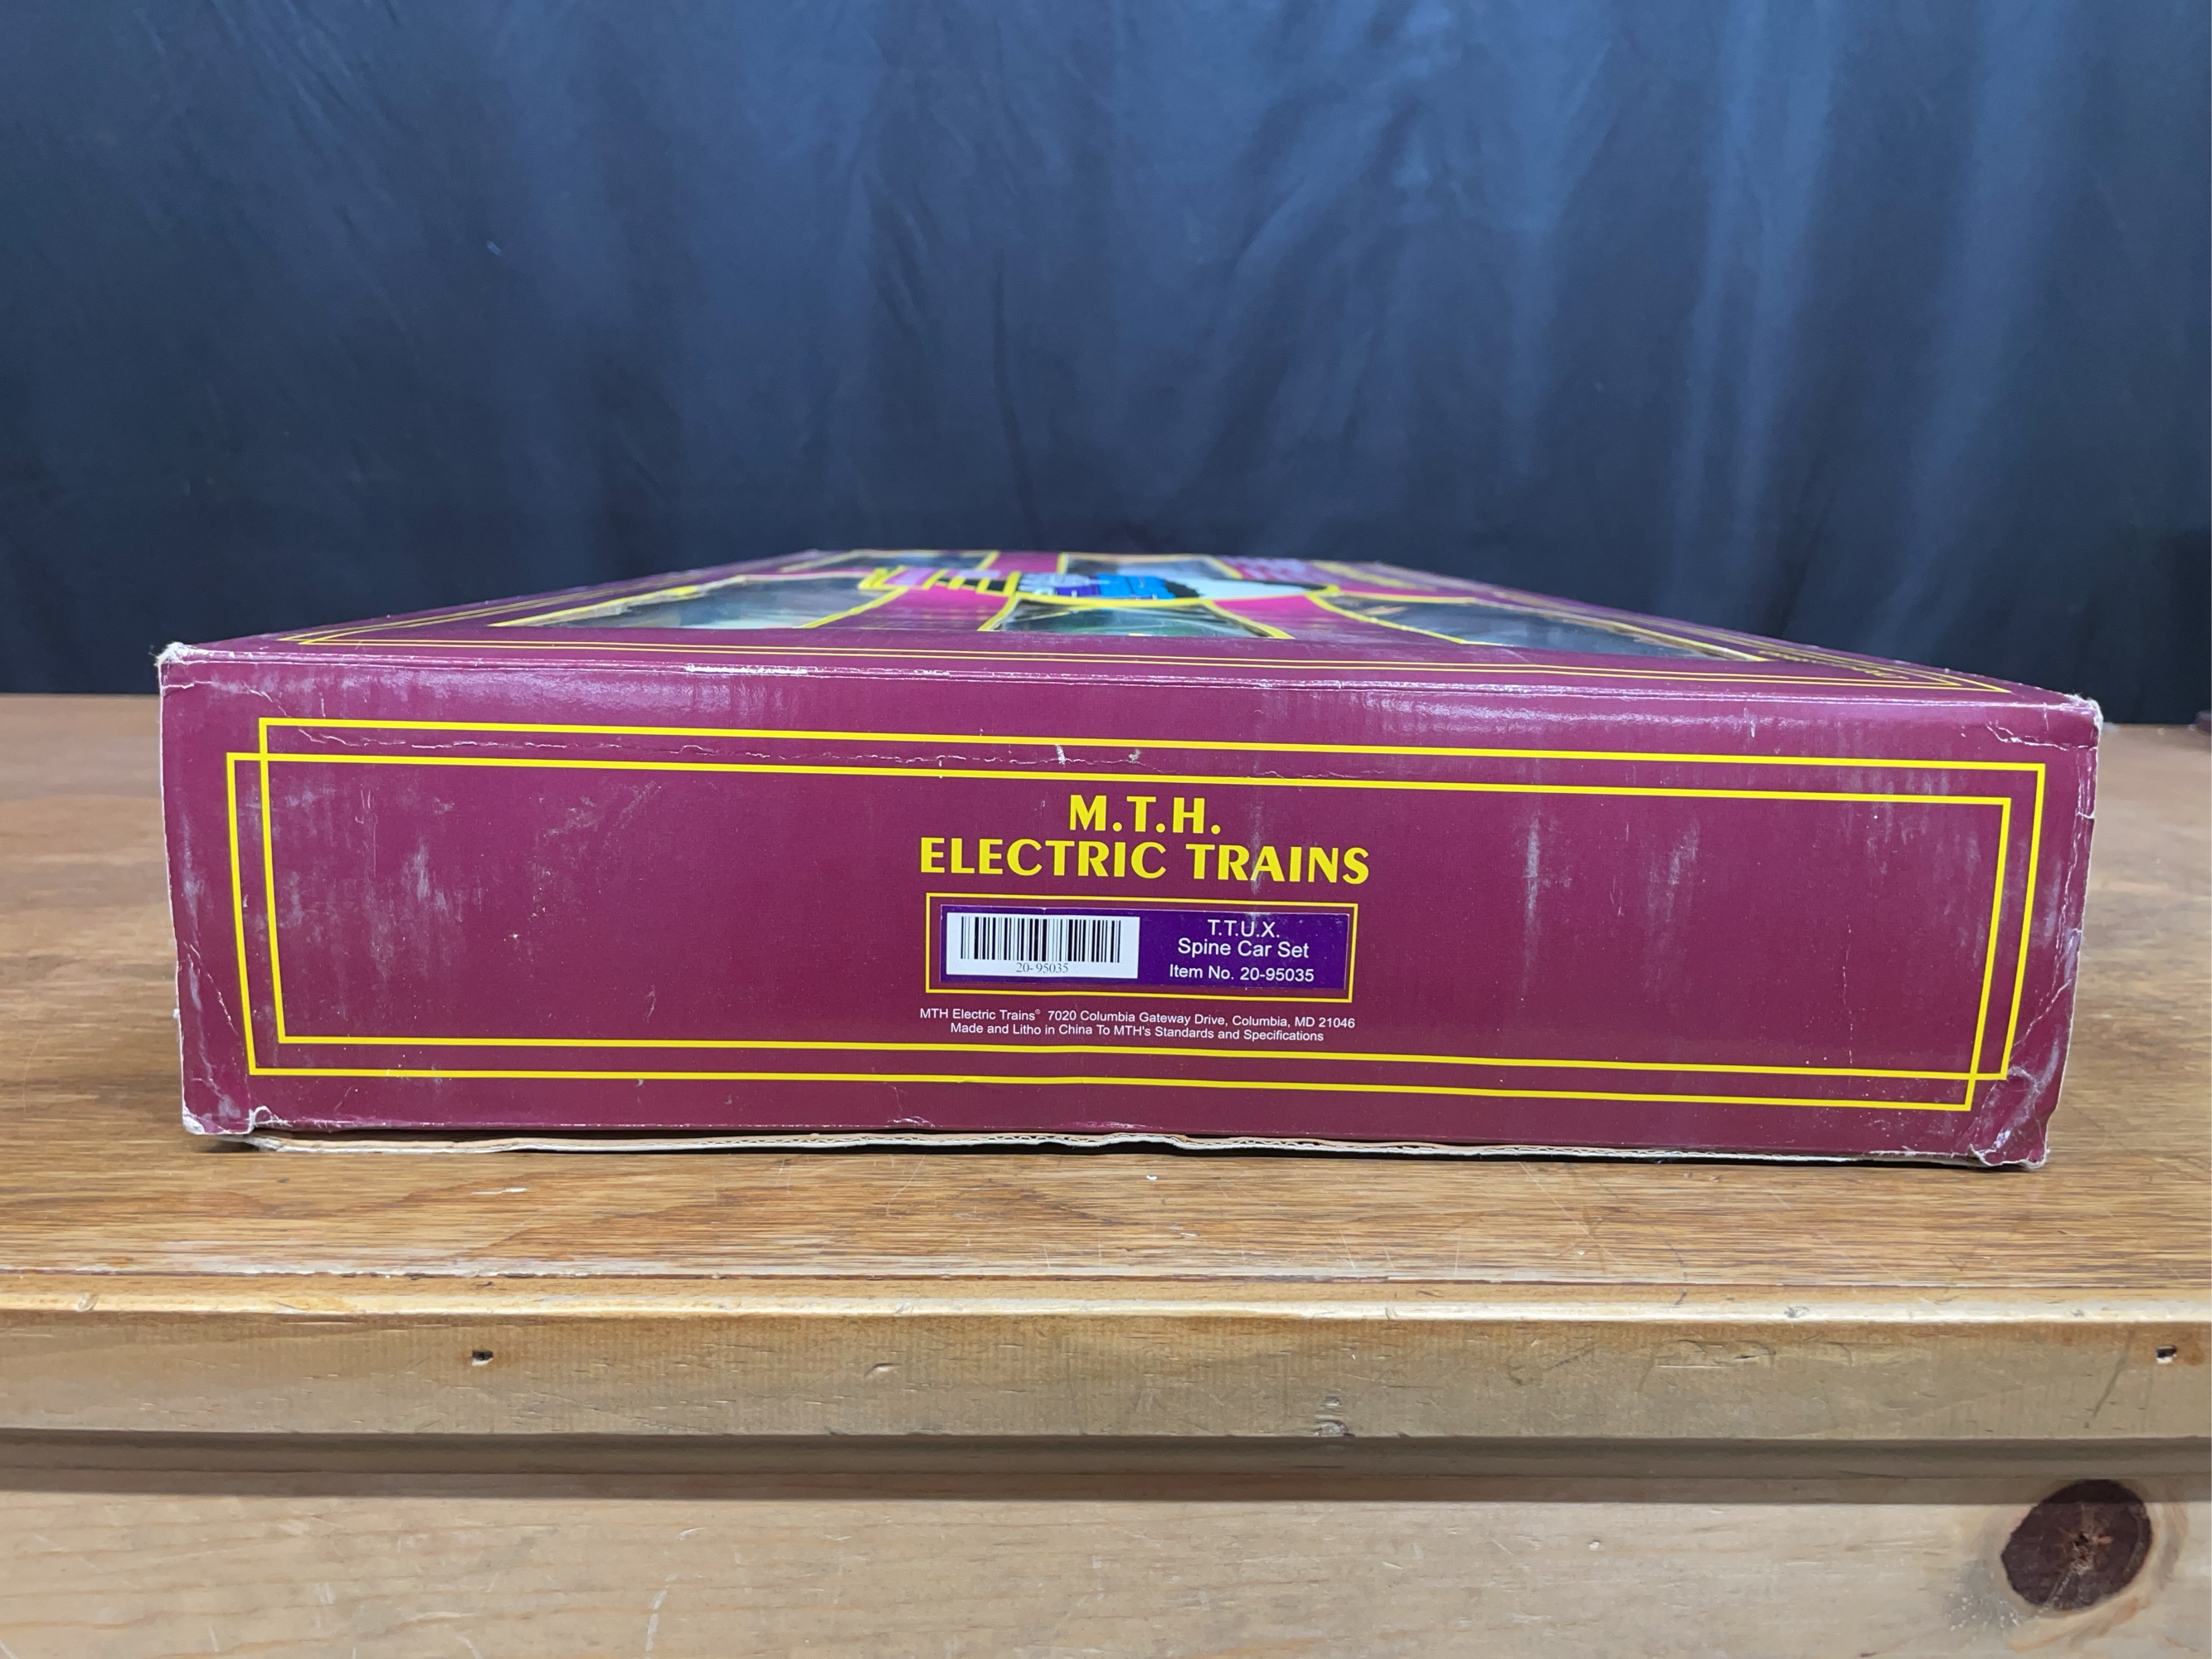 M.T.H.
ELECTRIC TRAINS
20-95035
T.T.U.X.
Spine Car Set
Item No. 20-95035
MTH Electric Trains® 7020 Columbia Gateway Drive, Columbia, MD 21046
Made and Litho in China To MTH's Standards and Specifications